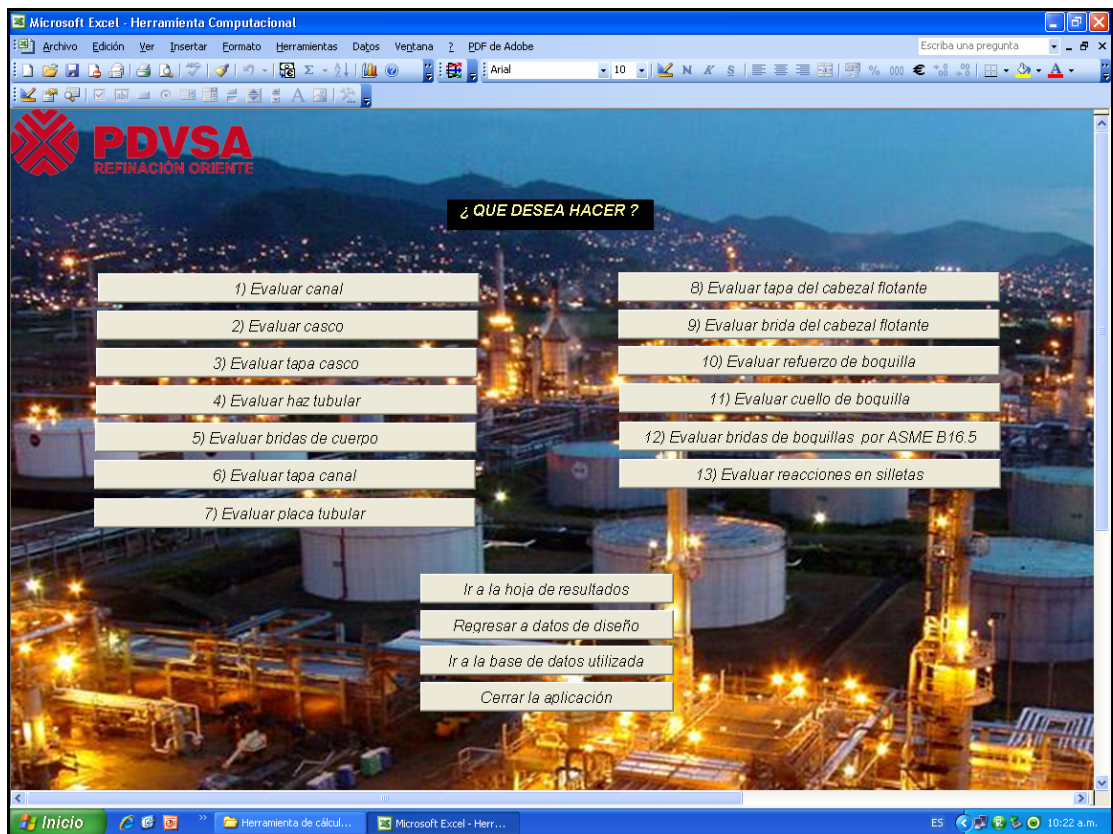 Microsoft Excel - Herramienta Computacional
Archivo Edición Ver Insertar Formato Herramientas Datos Ventana ? PDF de Adobe
Escriba una pregunta
Arial
10
N K S
% 000 €
PDVSA
REFINACIÓN ORIENTE
¿ QUE DESEA HACER ?
1) Evaluar canal
2) Evaluar casco
3) Evaluar tapa casco
4) Evaluar haz tubular
5) Evaluar bridas de cuerpo
6) Evaluar tapa canal
7) Evaluar placa tubular
8) Evaluar tapa del cabezal flotante
9) Evaluar brida del cabezal flotante
10) Evaluar refuerzo de boquilla
11) Evaluar cuello de boquilla
12) Evaluar bridas de boquillas por ASME B16.5
13) Evaluar reacciones en silletas
Ir a la hoja de resultados
Regresar a datos de diseño
Ir a la base de datos utilizada
Cerrar la aplicación
Inicio
Herramienta de cálcul...
Microsoft Excel - Herr...
ES
10:22 a.m.